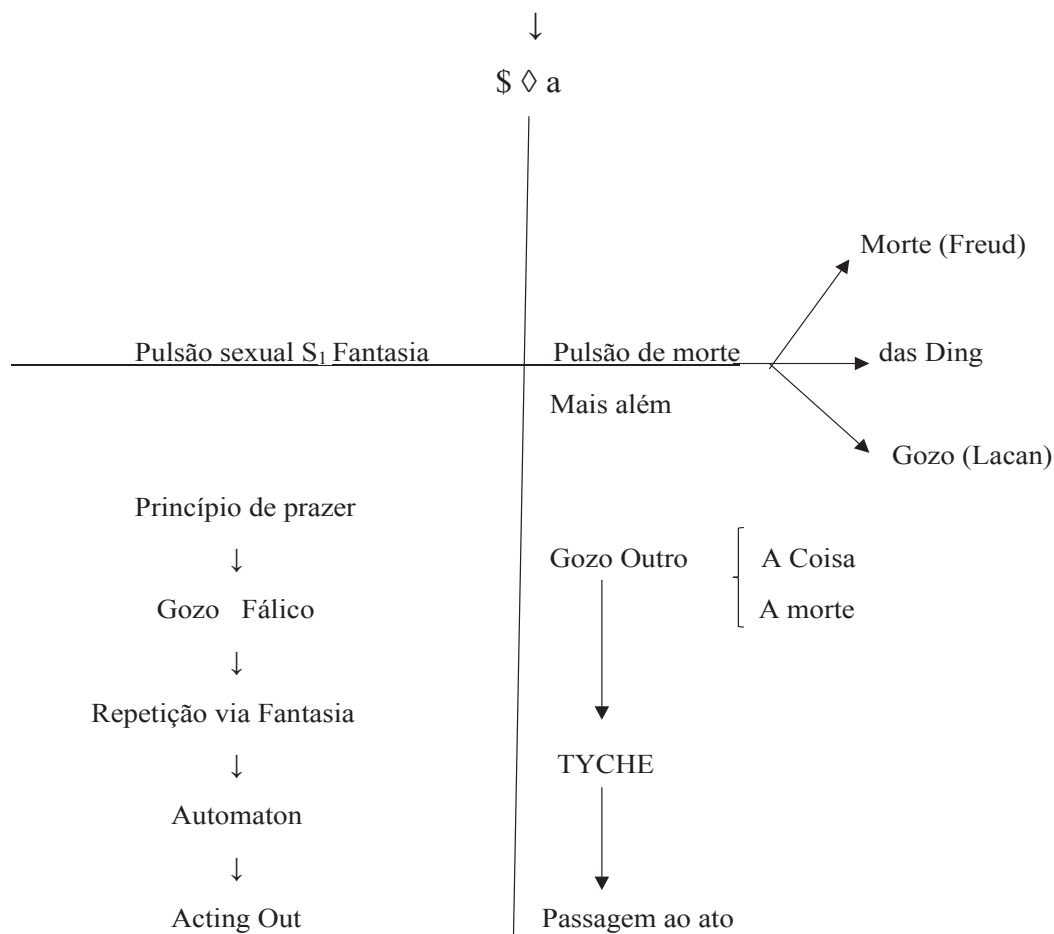 ↓
$ ◊ a
Morte (Freud)
Pulsão sexual S₁ Fantasia
Pulsão de morte
das Ding
Mais além
Gozo (Lacan)
Princípio de prazer
↓
Gozo Fálico
↓
Repetição via Fantasia
↓
Automaton
↓
Acting Out
Gozo Outro
A Coisa
A morte
TYCHE
Passagem ao ato